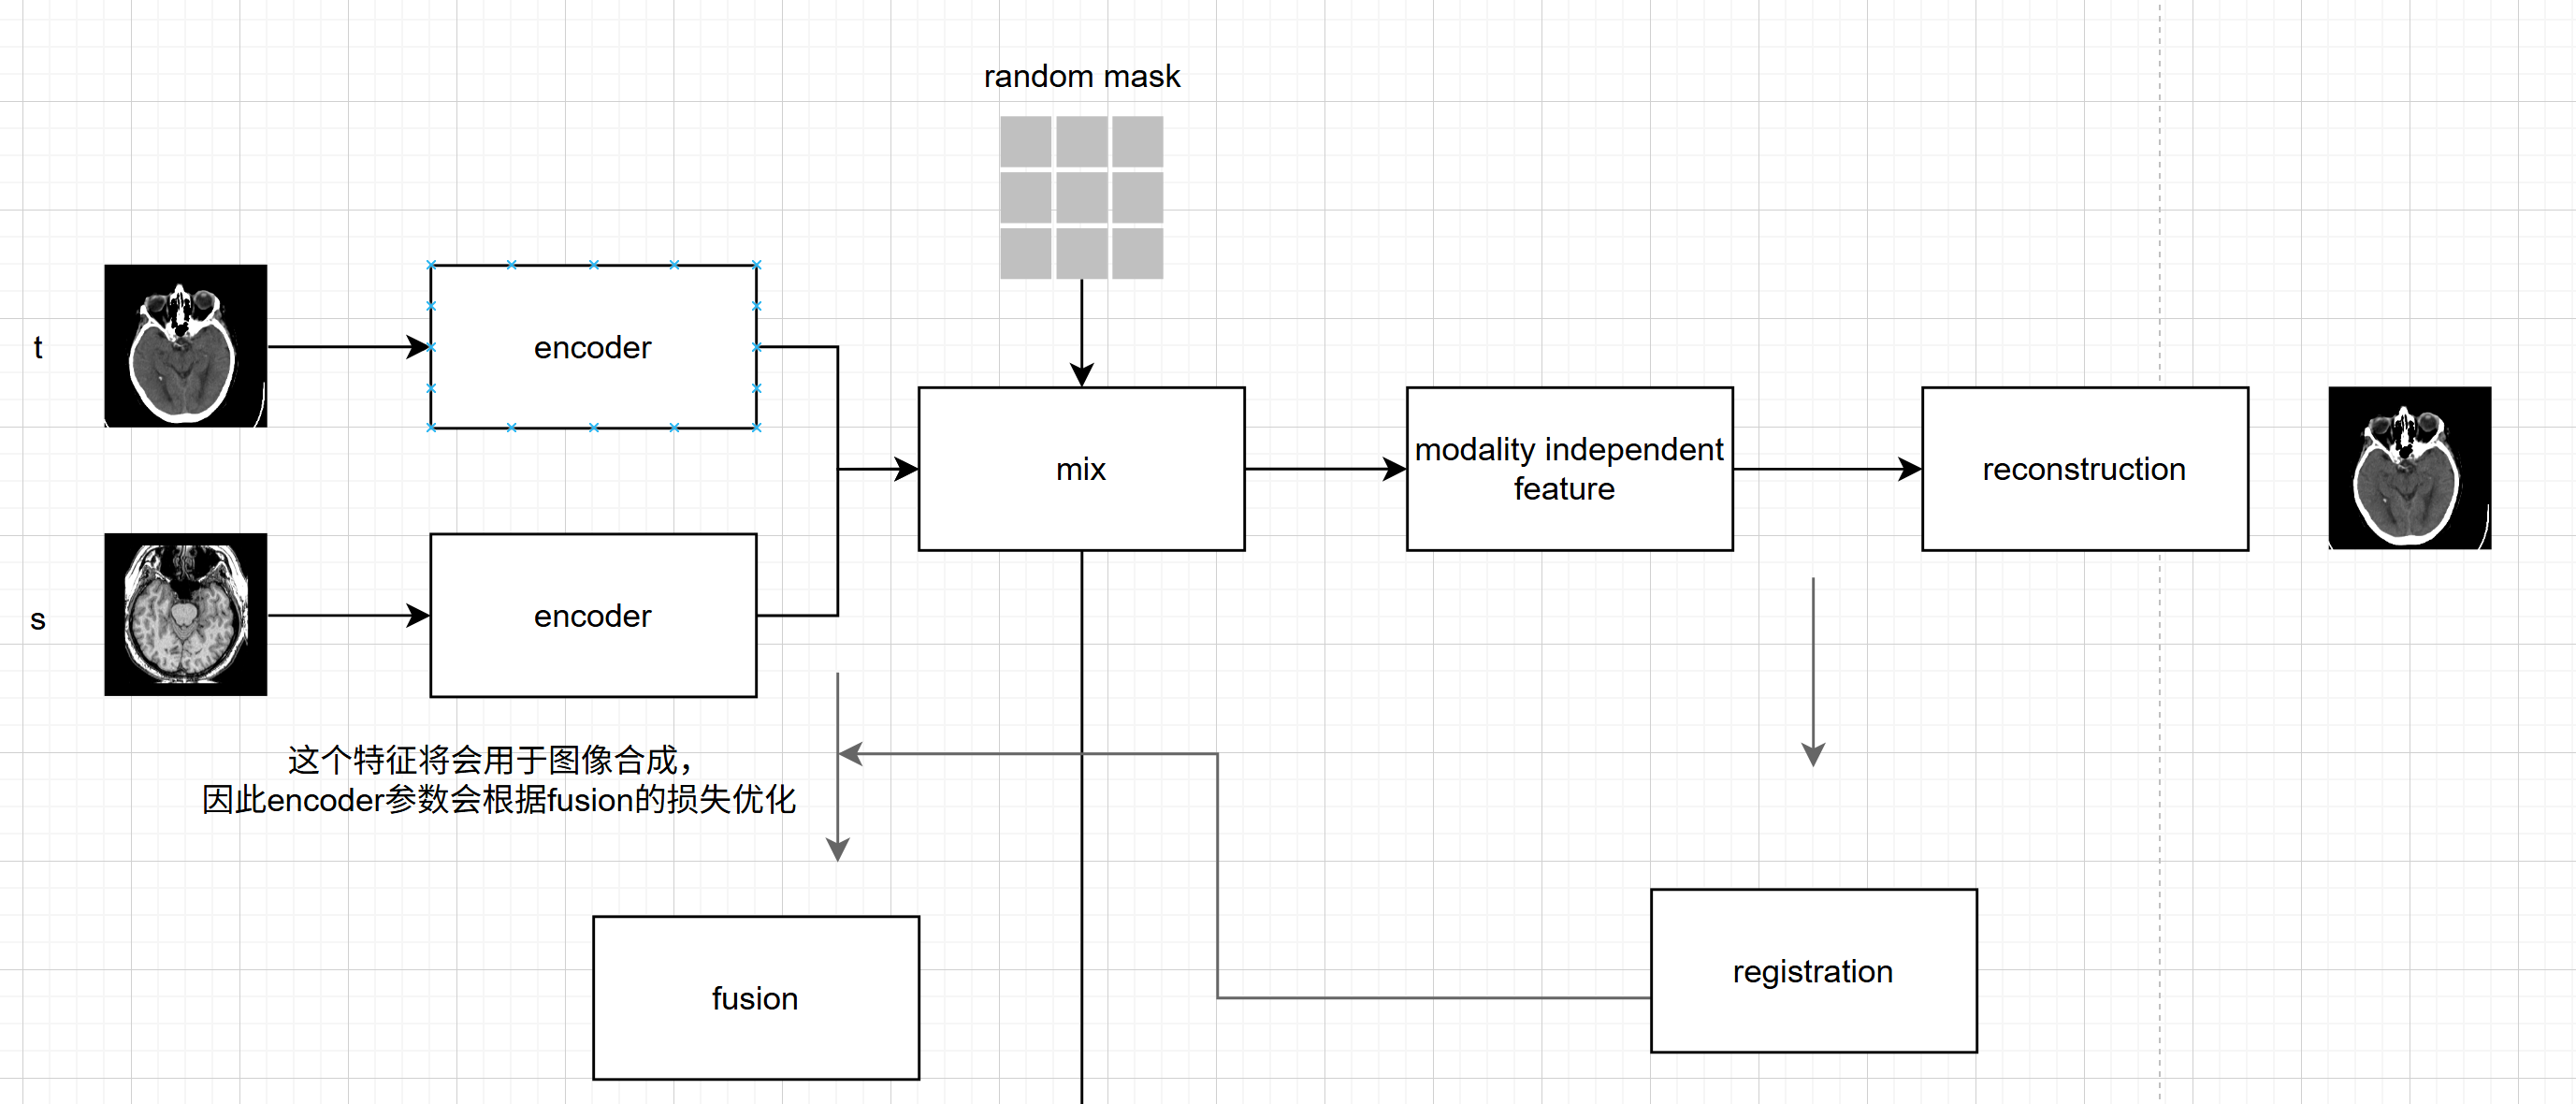 random mask
t
encoder
mix
modality independent
feature
reconstruction
s
encoder
这个特征将会用于图像合成，
因此encoder参数会根据fusion的损失优化
fusion
registration